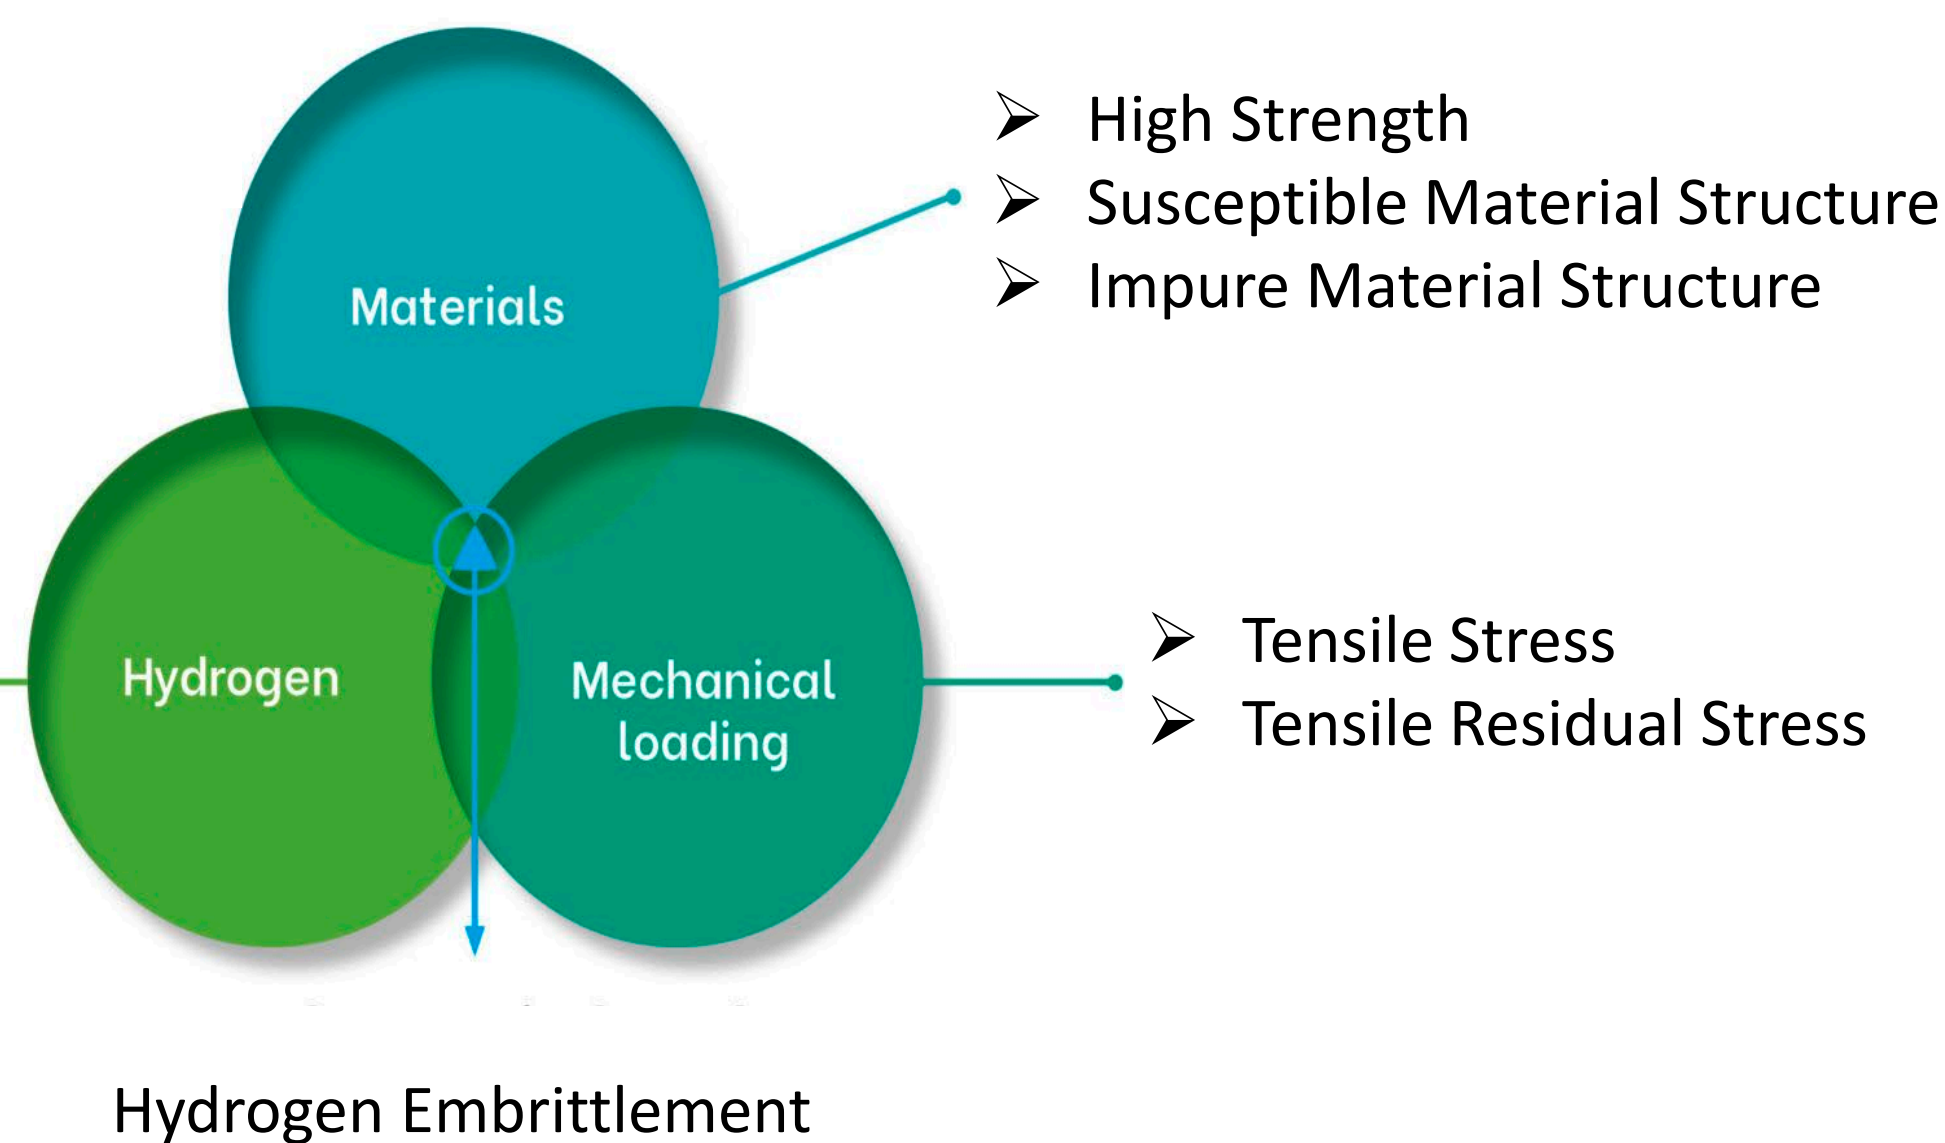 High Strength
Susceptible Material Structure
Impure Material Structure
Materials
Hydrogen
Mechanical
loading
Tensile Stress
Tensile Residual Stress
Hydrogen Embrittlement